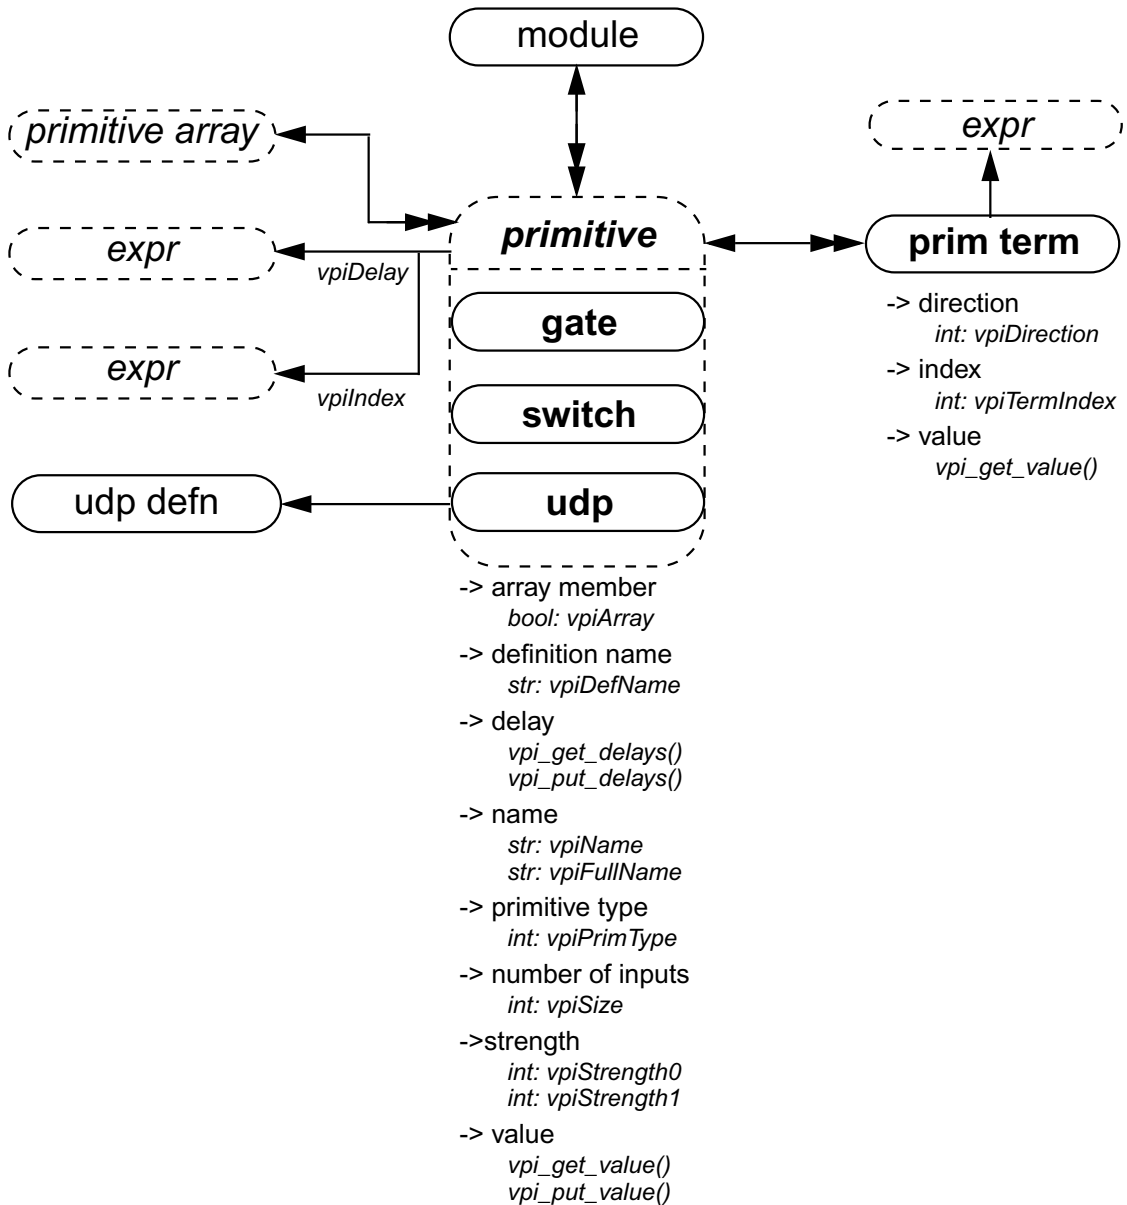 module
primitive array
expr
primitive
expr
prim term
vpiDelay
-> direction
int: vpiDirection
-> index
int: vpiTermIndex
-> value
vpi_get_value()
gate
expr
vpiIndex
switch
udp defn
udp
-> array member
bool: vpiArray
-> definition name
str: vpiDefName
-> delay
vpi_get_delays()
vpi_put_delays()
-> name
str: vpiName
str: vpiFullName
-> primitive type
int: vpiPrimType
-> number of inputs
int: vpiSize
->strength
int: vpiStrength0
int: vpiStrength1
-> value
vpi_get_value()
vpi_put_value()